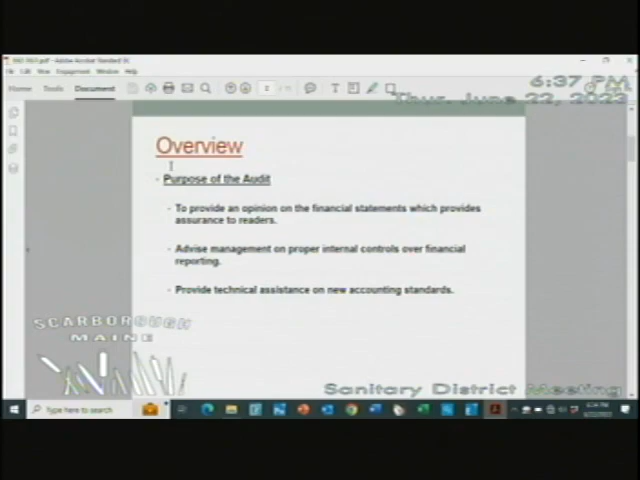 Home Tools Document
6:37 PM
Thur. June 22, 2023
Overview
Purpose of the Audit
To provide an opinion on the financial statements which provides
assurance to readers.
Advise management on proper internal controls over financial
reporting.
Provide technical assistance on new accounting standards.
SCARBOROUGH
MAINE
Sanitary District Meeting
Type here to search